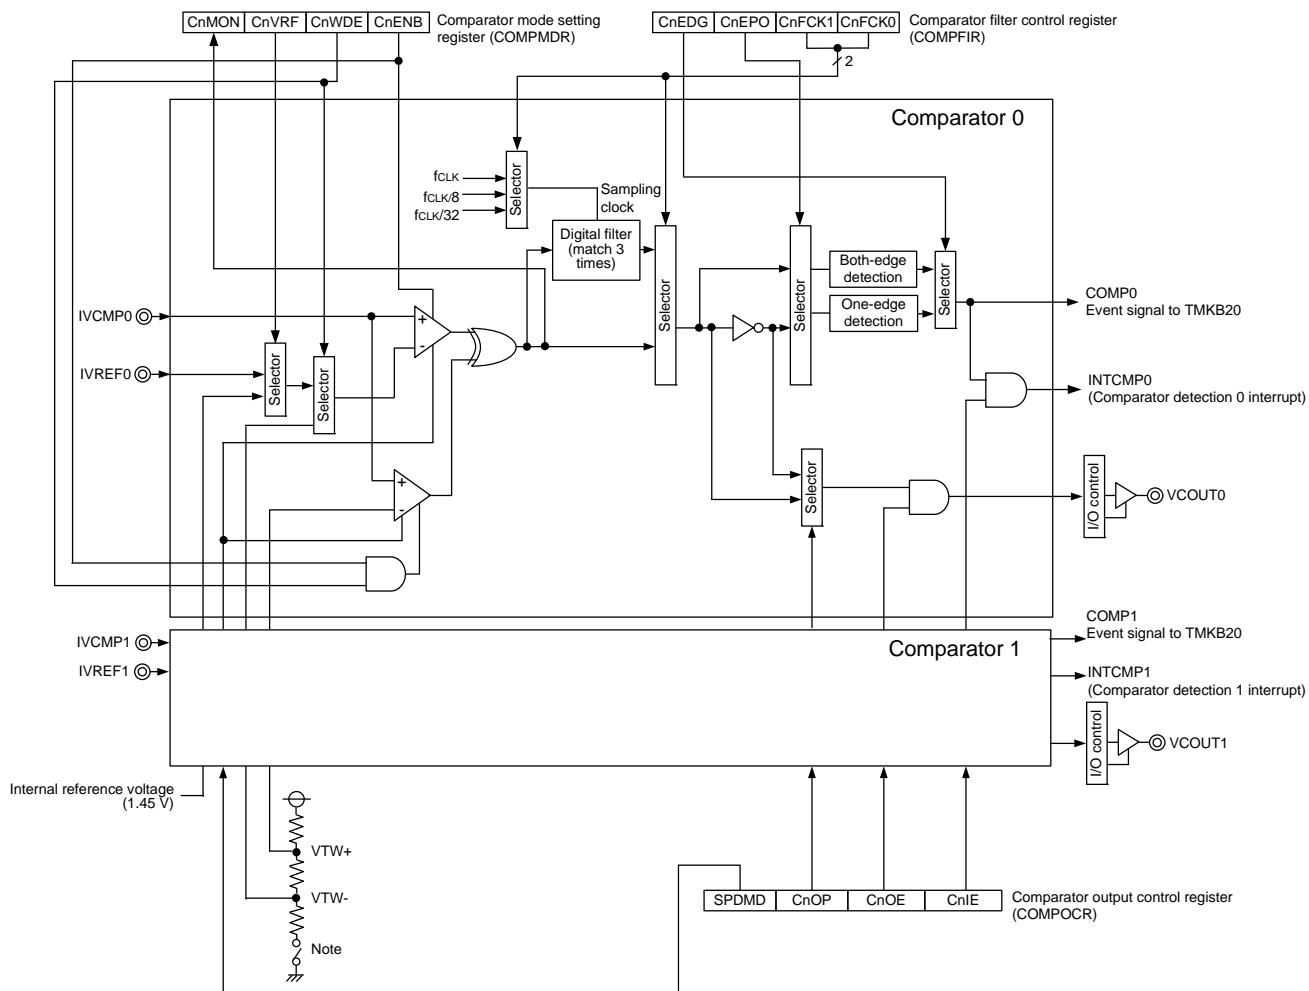 CnMON CnVRF CnWDE CnENB
Comparator mode setting
register (COMPMDR)
CnEDG CnEPO CnFCK1 CnFCK0
Comparator filter control register
(COMPFIR)
2
Comparator 0
Selector
fCLK
fCLK/8
fCLK/32
Sampling
clock
Digital filter
(match 3
times)
Selector
Selector
Both-edge
detection
One-edge
detection
Selector
COMP0
Event signal to TMKB20
IVCMP0
+
-
IVREF0
Selector
Selector
INTCMP0
(Comparator detection 0 interrupt)
+
-
Selector
I/O control
VCOUT0
IVCMP1
IVREF1
Comparator 1
COMP1
Event signal to TMKB20
INTCMP1
(Comparator detection 1 interrupt)
I/O control
VCOUT1
Internal reference voltage
(1.45 V)
VTW+
VTW-
Note
SPDMD CnOP CnOE CnIE
Comparator output control register
(COMPOCR)